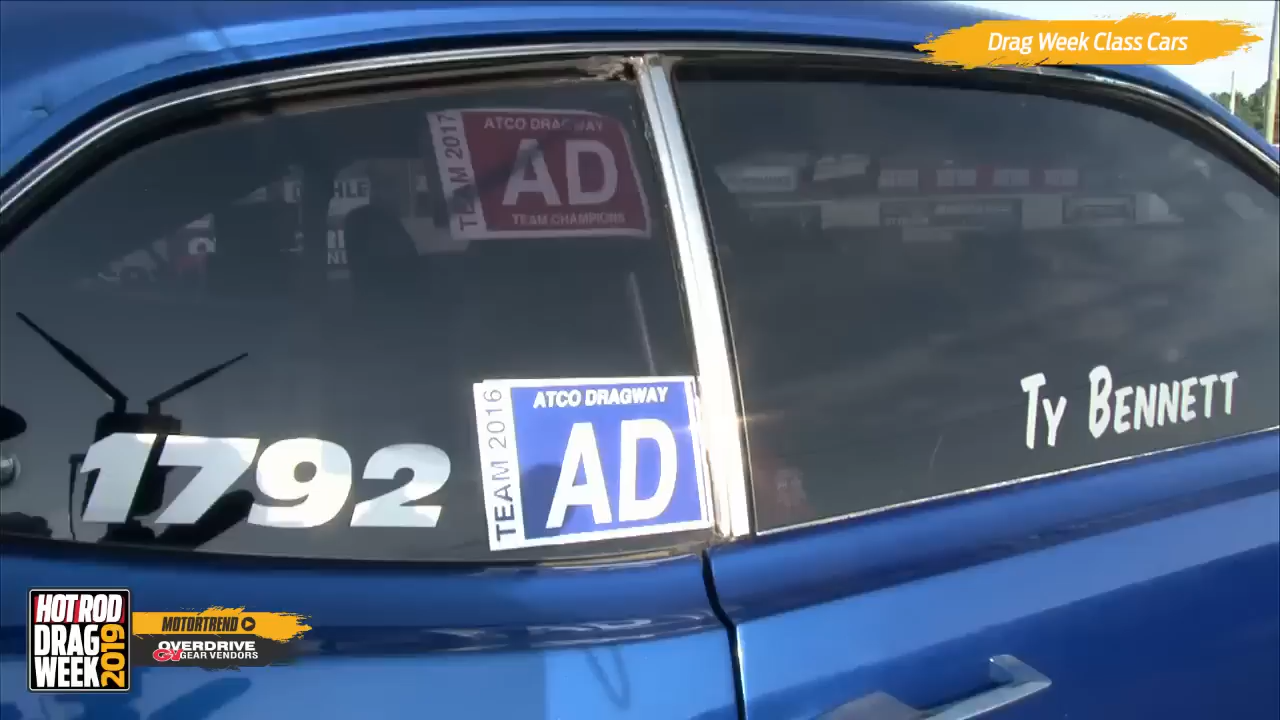 Drag Week Class Cars
TEAM 2017
ATCO DRAGWAY
AD
TEAM CHAMPIONS
TEAM 2016
ATCO DRAGWAY
AD
1792
TY BENNETT
HOT ROD
DRAG
WEEK
2019
MOTORTREND
OVERDRIVE
GV GEAR VENDORS